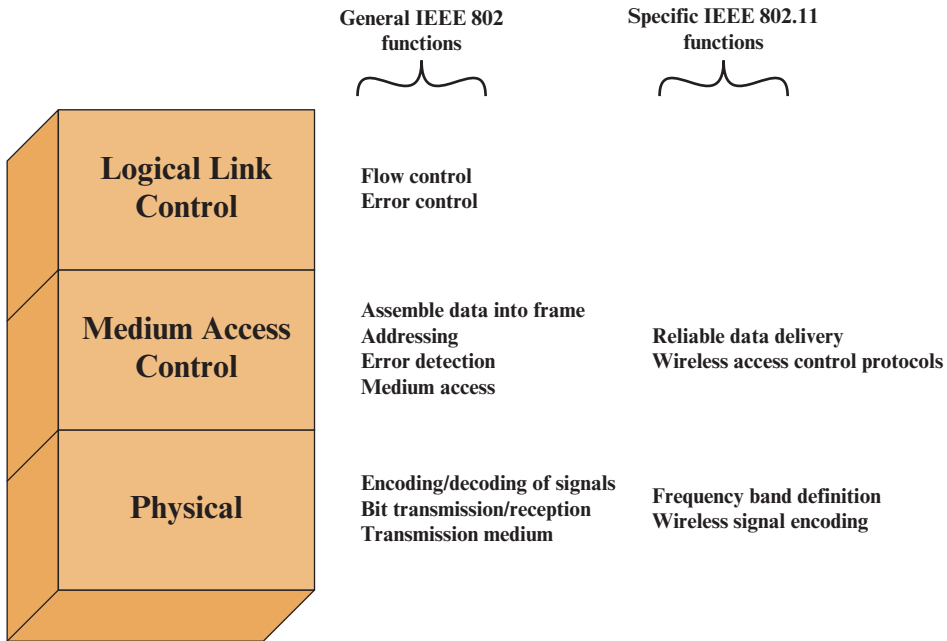 General IEEE 802
functions
Specific IEEE 802.11
functions
Logical Link
Control
Flow control
Error control
Medium Access
Control
Assemble data into frame
Addressing
Error detection
Medium access
Reliable data delivery
Wireless access control protocols
Physical
Encoding/decoding of signals
Bit transmission/reception
Transmission medium
Frequency band definition
Wireless signal encoding